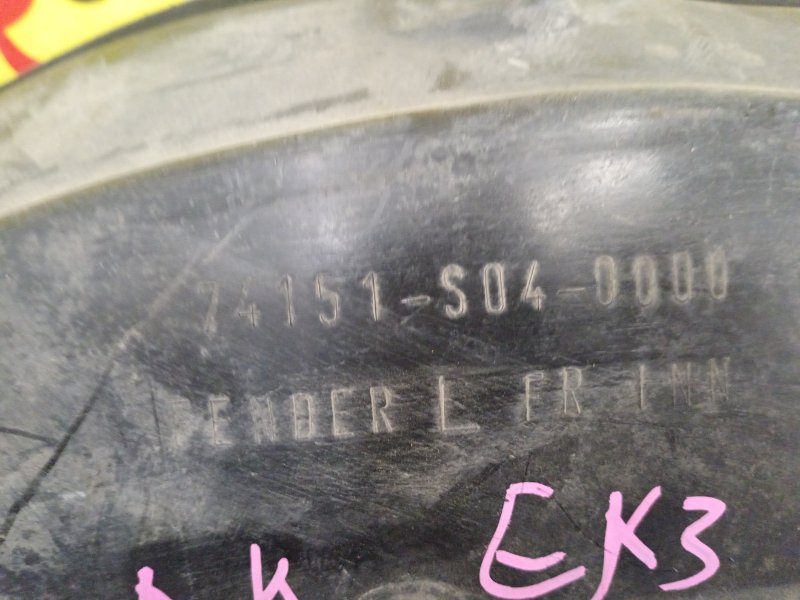 74151-S04-0000
FENDER L FR INN
EK3